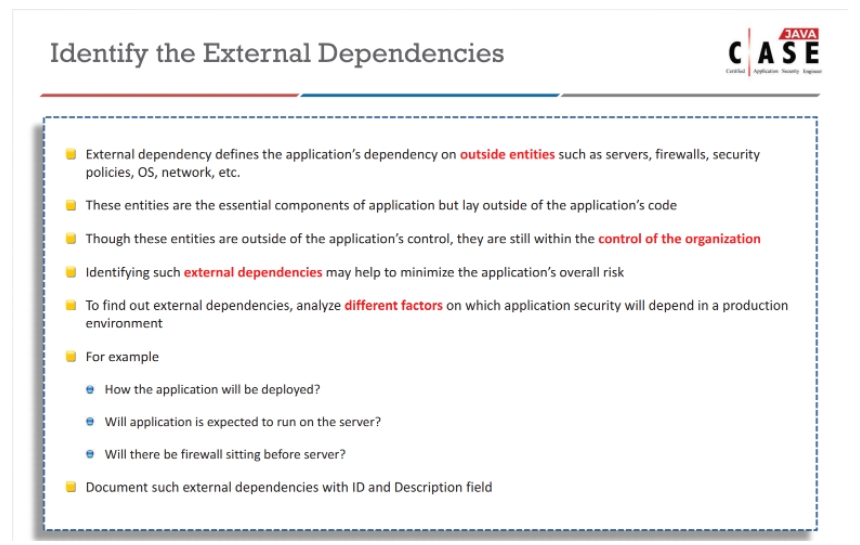 Identify the External Dependencies
JAVA
CASE
Certified Application Security Engineer
External dependency defines the application's dependency on outside entities such as servers, firewalls, security
policies, OS, network, etc.
These entities are the essential components of application but lay outside of the application's code
Though these entities are outside of the application's control, they are still within the control of the organization
Identifying such external dependencies may help to minimize the application's overall risk
To find out external dependencies, analyze different factors on which application security will depend in a production
environment
For example
How the application will be deployed?
Will application is expected to run on the server?
Will there be firewall sitting before server?
Document such external dependencies with ID and Description field